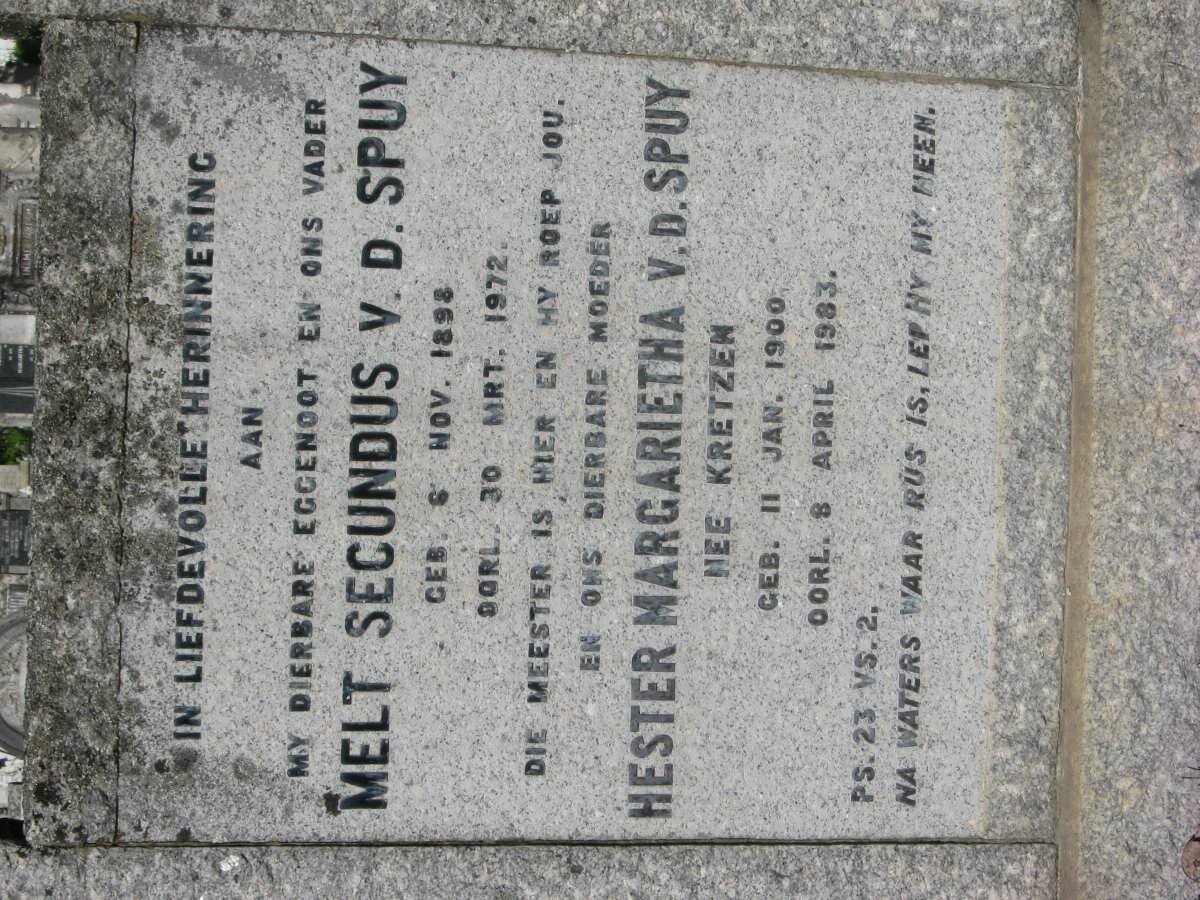 IN LIEFDEVOLLE HERINNERING
AAN
MY DIERBARE EGGENOOT EN ONS VADER
MELT SECUNDUS V.D. SPUY
GEB. 6 NOV. 1898
OORL. 30 MRT. 1972.
DIE MEESTER IS HIER EN HY ROEP JOU.
EN ONS DIERBARE MOEDER
HESTER MARGARIETHA V.D. SPUY
NEE KRETZEN
GEB. 11 JAN. 1900.
OORL. 8 APRIL 1983.
PS. 23 VS. 2.
NA WATERS WAAR RUS IS, LEP HY MY HEEN.